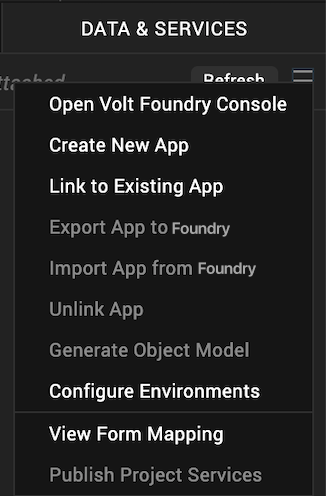 DATA & SERVICES
ttached
Refresh
Open Volt Foundry Console
Create New App
Link to Existing App
Export App to Foundry
Import App from Foundry
Unlink App
Generate Object Model
Configure Environments
View Form Mapping
Publish Project Services